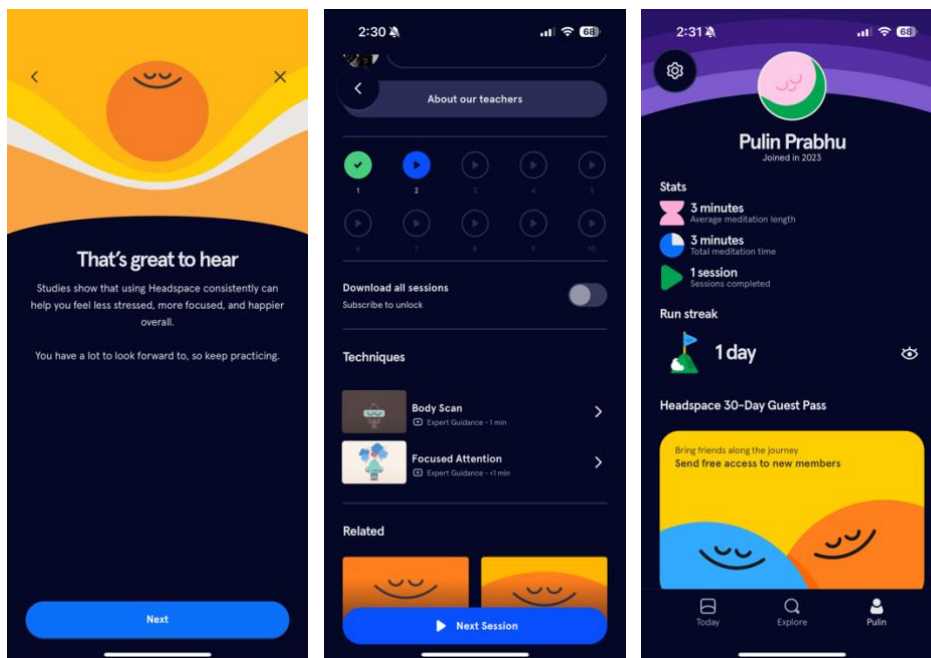 That's great to hear
Studies show that using Headspace consistently can
help you feel less stressed, more focused, and happier
overall.
You have a lot to look forward to, so keep practicing.
Next
2:30
68
About our teachers
1 2 3 4 5
6 7 8 9 10
Download all sessions
Subscribe to unlock
Techniques
Body Scan
Expert Guidance • 1 min
Focused Attention
Expert Guidance • <1 min
Related
Next Session
2:31
68
Pulin Prabhu
Joined in 2023
Stats
3 minutes
Average meditation length
3 minutes
Total meditation time
1 session
Sessions completed
Run streak
1 day
Headspace 30-Day Guest Pass
Bring friends along the journey
Send free access to new members
Today Explore Pulin